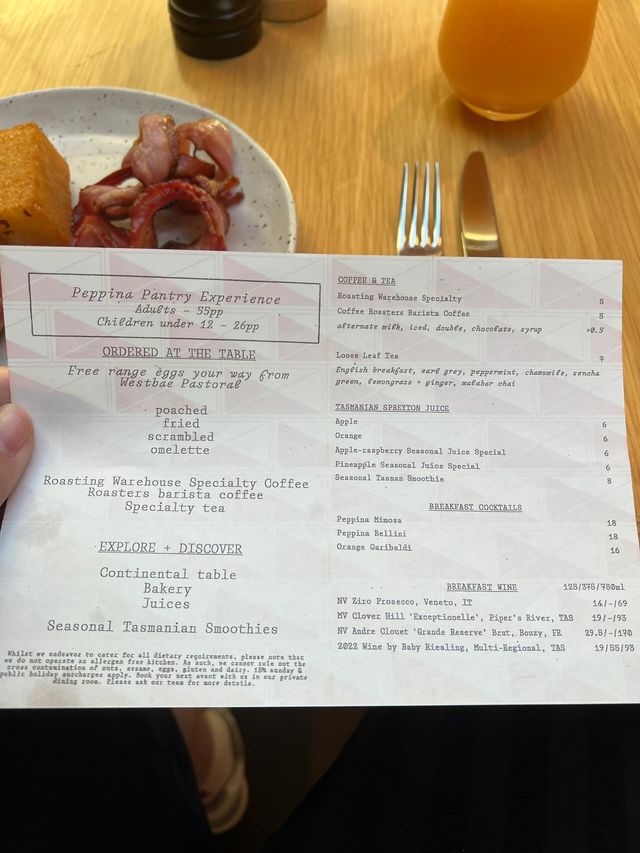 Peppina Pantry Experience
Adults - 55pp
Children under 12 - 26pp
ORDERED AT THE TABLE
Free range eggs your way from
Westbae Pastoral
poached
fried
scrambled
omelette
Roasting Warehouse Specialty Coffee
Roasters barista coffee
Specialty tea
EXPLORE + DISCOVER
Continental table
Bakery
Juices
Seasonal Tasmanian Smoothies
Whilst we endeavor to cater for all dietary requirements, please note that
we do not operate an allergen free kitchen. As such, we cannot rule out the
cross contamination of nuts, sesame, eggs, gluten and dairy. 15% sunday &
public holiday surcharges apply. Book your next event with us in our private
dining room. Please ask our team for more details.
COFFEE & TEA
Roasting Warehouse Specialty 5
Coffee Roasters Barista Coffee 5
alternate milk, iced, double, chocolate, syrup +0.5
Loose Leaf Tea 7
English breakfast, earl grey, peppermint, chamomile, sencha
green, lemongrass + ginger, malabar chai
TASMANIAN SPREYTON JUICE
Apple 6
Orange 6
Apple-raspberry Seasonal Juice Special 6
Pineapple Seasonal Juice Special 6
Seasonal Tasman Smoothie 8
BREAKFAST COCKTAILS
Peppina Mimosa 18
Peppina Bellini 18
Orange Garibaldi 16
BREAKFAST WINE 125/375/750ml
NV Ziro Prosecco, Veneto, IT 14/-/69
MV Clover Hill 'Exceptionelle', Piper's River, TAS 19/-/93
NV Andre Clouet 'Grande Reserve' Brut, Bouzy, FR 29.5/-/170
2022 Wine by Baby Riesling, Multi-Regional, TAS 19/55/93